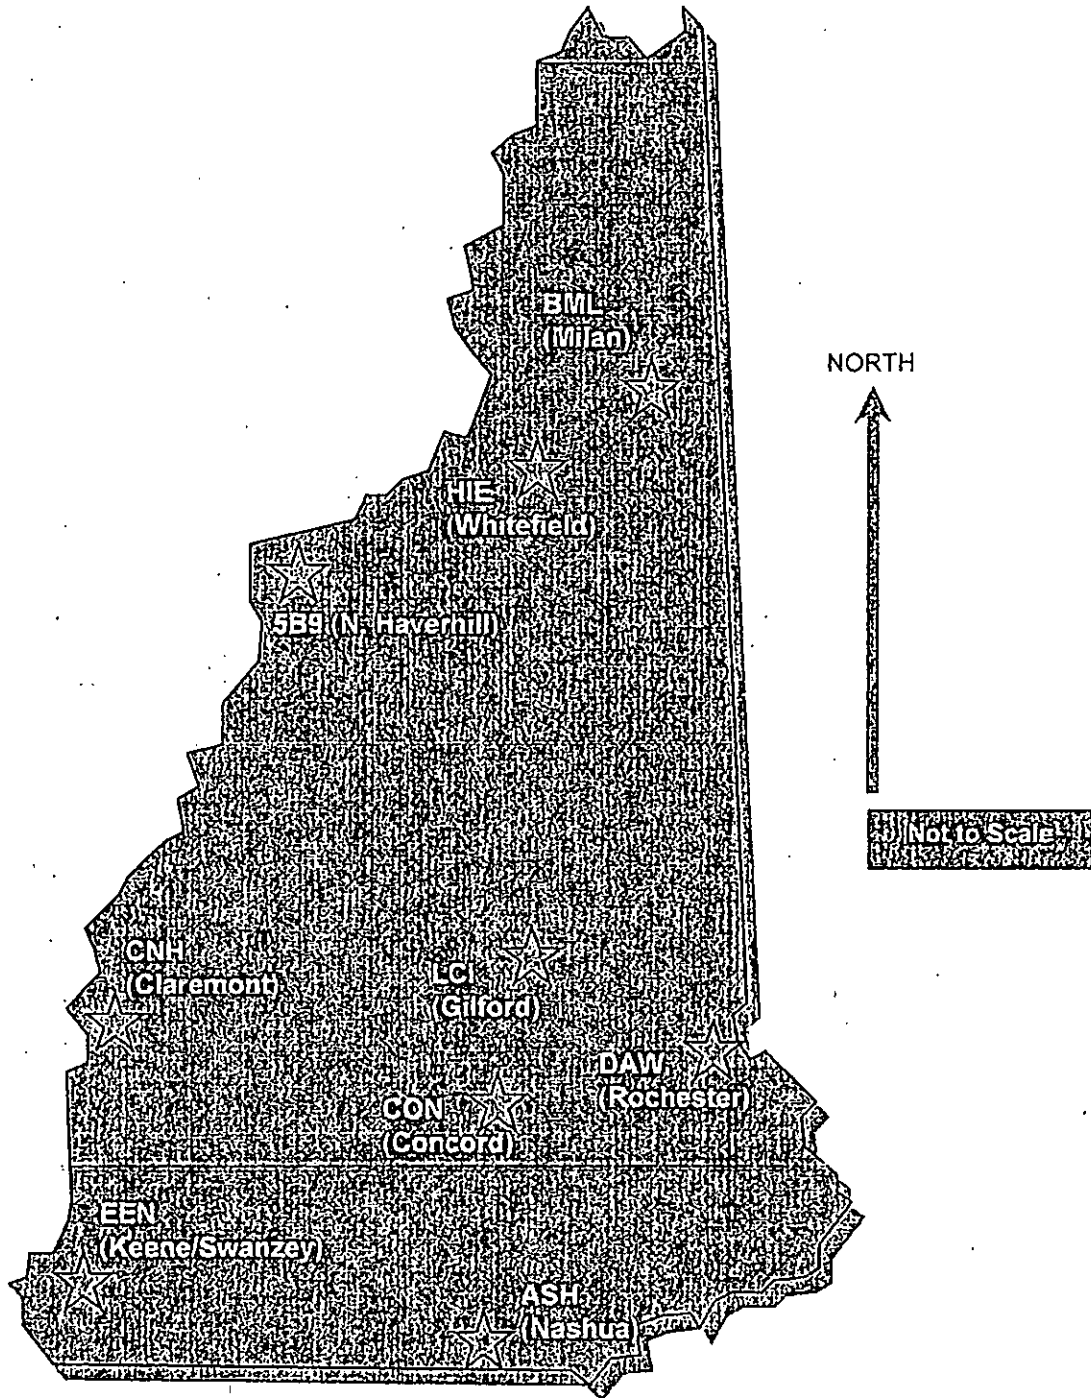 BML
(Milan)
NORTH
HIE
(Whitefield)
5B9 (N. Haverhill)
Not to Scale
CNH
(Claremont)
LCI
(Gilford)
DAW
(Rochester)
CON
(Concord)
EEN
(Keene/Swanzey)
ASH
(Nashua)